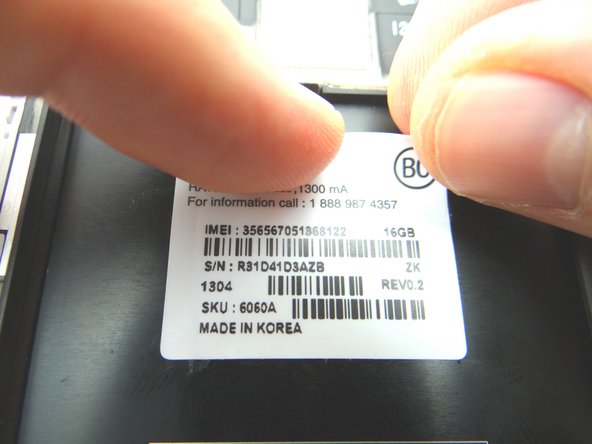 BC
1300 mA
For information call : 1 888 987 4357
IMEI : 356567051868122 16GB
S/N : R31D41D3AZB ZK
1304 REV0.2
SKU : 6060A
MADE IN KOREA